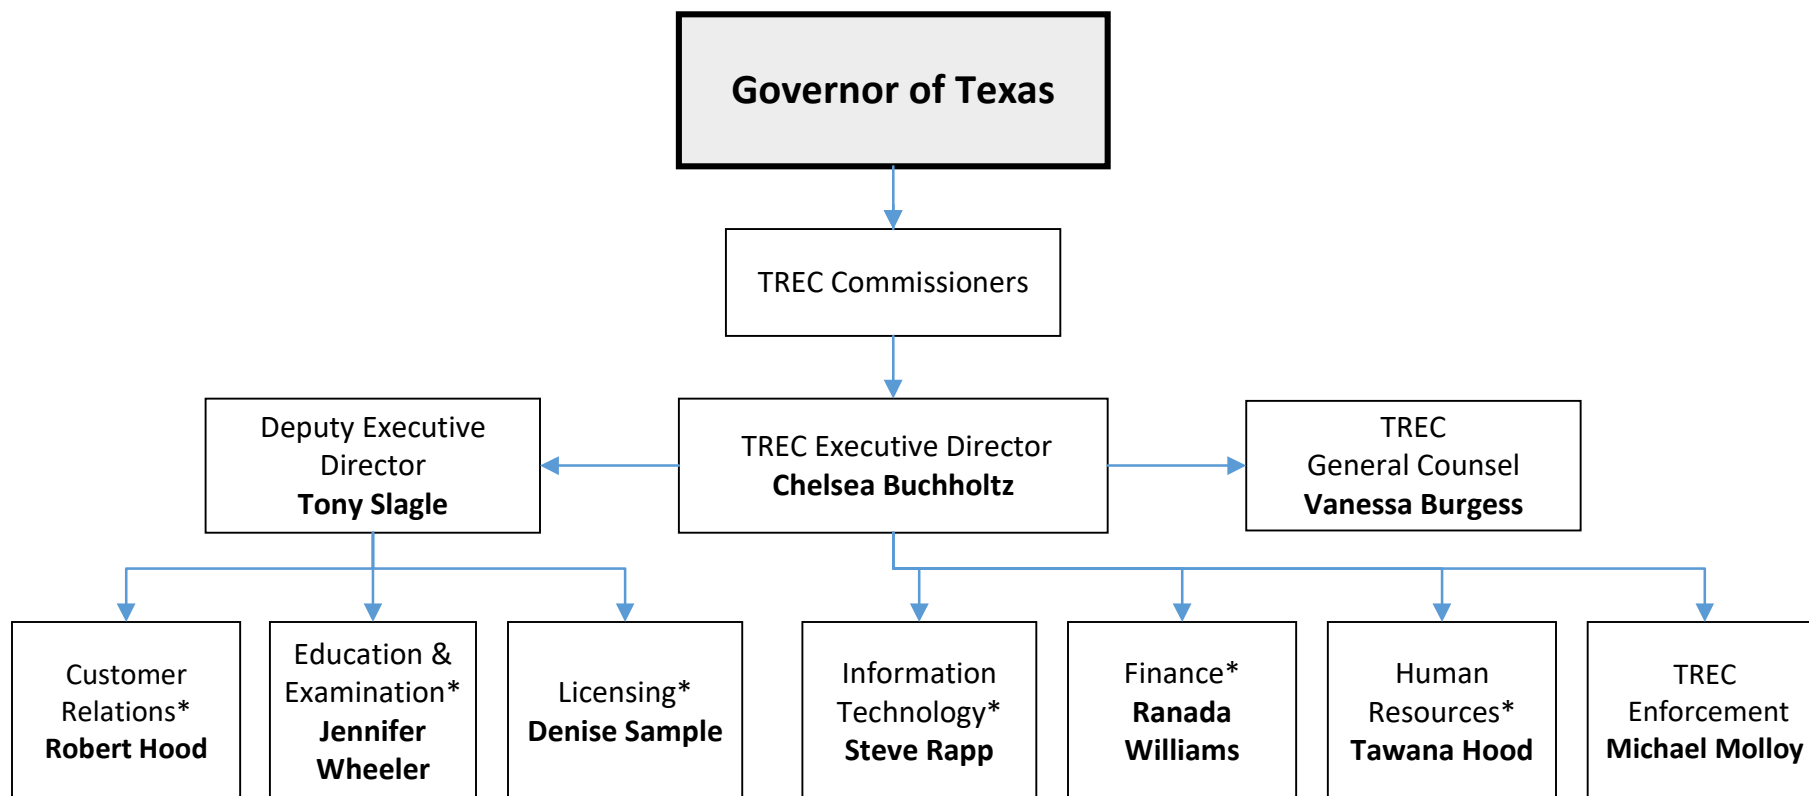 Governor of Texas
TREC Commissioners
Deputy Executive
Director
Tony Slagle
TREC Executive Director
Chelsea Buchholtz
TREC
General Counsel
Vanessa Burgess
Customer
Relations*
Robert Hood
Education &
Examination*
Jennifer
Wheeler
Licensing*
Denise Sample
Information
Technology*
Steve Rapp
Finance*
Ranada
Williams
Human
Resources*
Tawana Hood
TREC
Enforcement
Michael Molloy